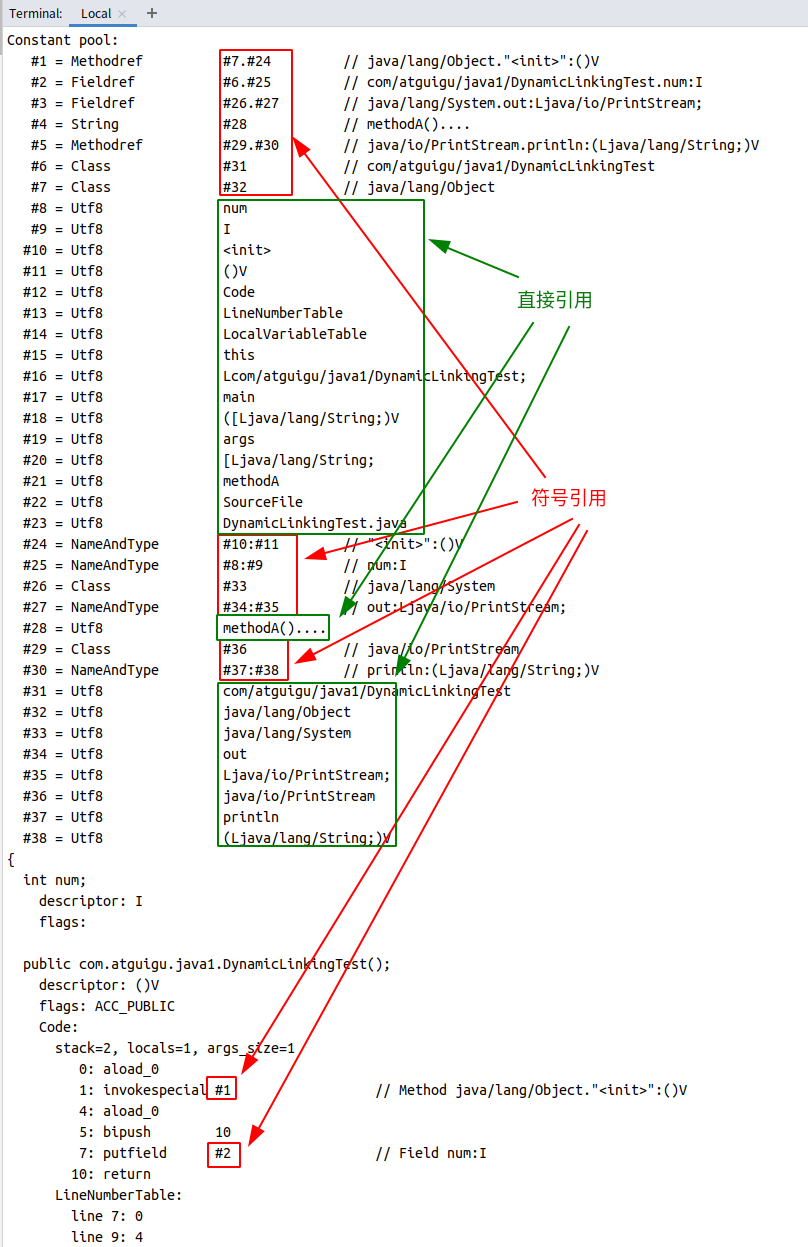 Terminal: Local × +
Constant pool:
#1 = Methodref #7.#24 // java/lang/Object."<init>":()V
#2 = Fieldref #6.#25 // com/atguigu/java1/DynamicLinkingTest.num:I
#3 = Fieldref #26.#27 // java/lang/System.out:Ljava/io/PrintStream;
#4 = String #28 // methodA()....
#5 = Methodref #29.#30 // java/io/PrintStream.println:(Ljava/lang/String;)V
#6 = Class #31 // com/atguigu/java1/DynamicLinkingTest
#7 = Class #32 // java/lang/Object
#8 = Utf8 num
#9 = Utf8 I
#10 = Utf8 <init>
#11 = Utf8 ()V
#12 = Utf8 Code
直接引用
#13 = Utf8 LineNumberTable
#14 = Utf8 LocalVariableTable
#15 = Utf8 this
#16 = Utf8 Lcom/atguigu/java1/DynamicLinkingTest;
#17 = Utf8 main
#18 = Utf8 ([Ljava/lang/String;)V
#19 = Utf8 args
#20 = Utf8 [Ljava/lang/String;
#21 = Utf8 methodA
#22 = Utf8 SourceFile
符号引用
#23 = Utf8 DynamicLinkingTest.java
#24 = NameAndType #10:#11 // "<init>":()V
#25 = NameAndType #8:#9 // num:I
#26 = Class #33 // java/lang/System
#27 = NameAndType #34:#35 // out:Ljava/io/PrintStream;
#28 = Utf8 methodA()....
#29 = Class #36 // java/io/PrintStream
#30 = NameAndType #37:#38 // println:(Ljava/lang/String;)V
#31 = Utf8 com/atguigu/java1/DynamicLinkingTest
#32 = Utf8 java/lang/Object
#33 = Utf8 java/lang/System
#34 = Utf8 out
#35 = Utf8 Ljava/io/PrintStream;
#36 = Utf8 java/io/PrintStream
#37 = Utf8 println
#38 = Utf8 (Ljava/lang/String;)V
{
int num;
descriptor: I
flags:
public com.atguigu.java1.DynamicLinkingTest();
descriptor: ()V
flags: ACC_PUBLIC
Code:
stack=2, locals=1, args_size=1
0: aload_0
1: invokespecial #1 // Method java/lang/Object."<init>":()V
4: aload_0
5: bipush 10
7: putfield #2 // Field num:I
10: return
LineNumberTable:
line 7: 0
line 9: 4